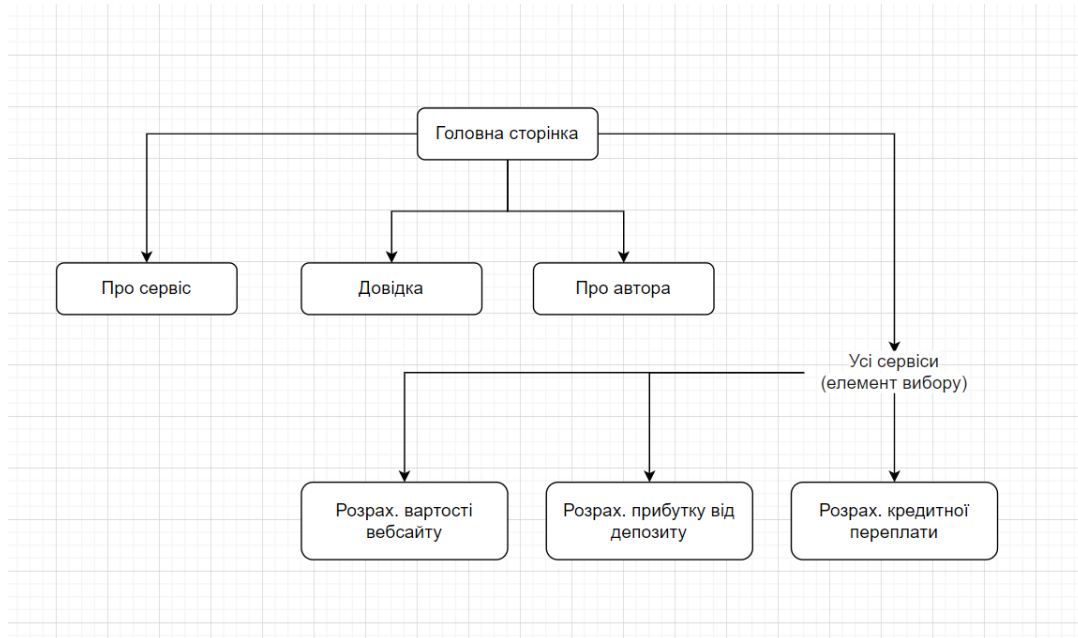 Головна сторінка
Про сервіс
Довідка
Про автора
Усі сервіси
(елемент вибору)
Розрах. вартості
вебсайту
Розрах. прибутку від
депозиту
Розрах. кредитної
переплати